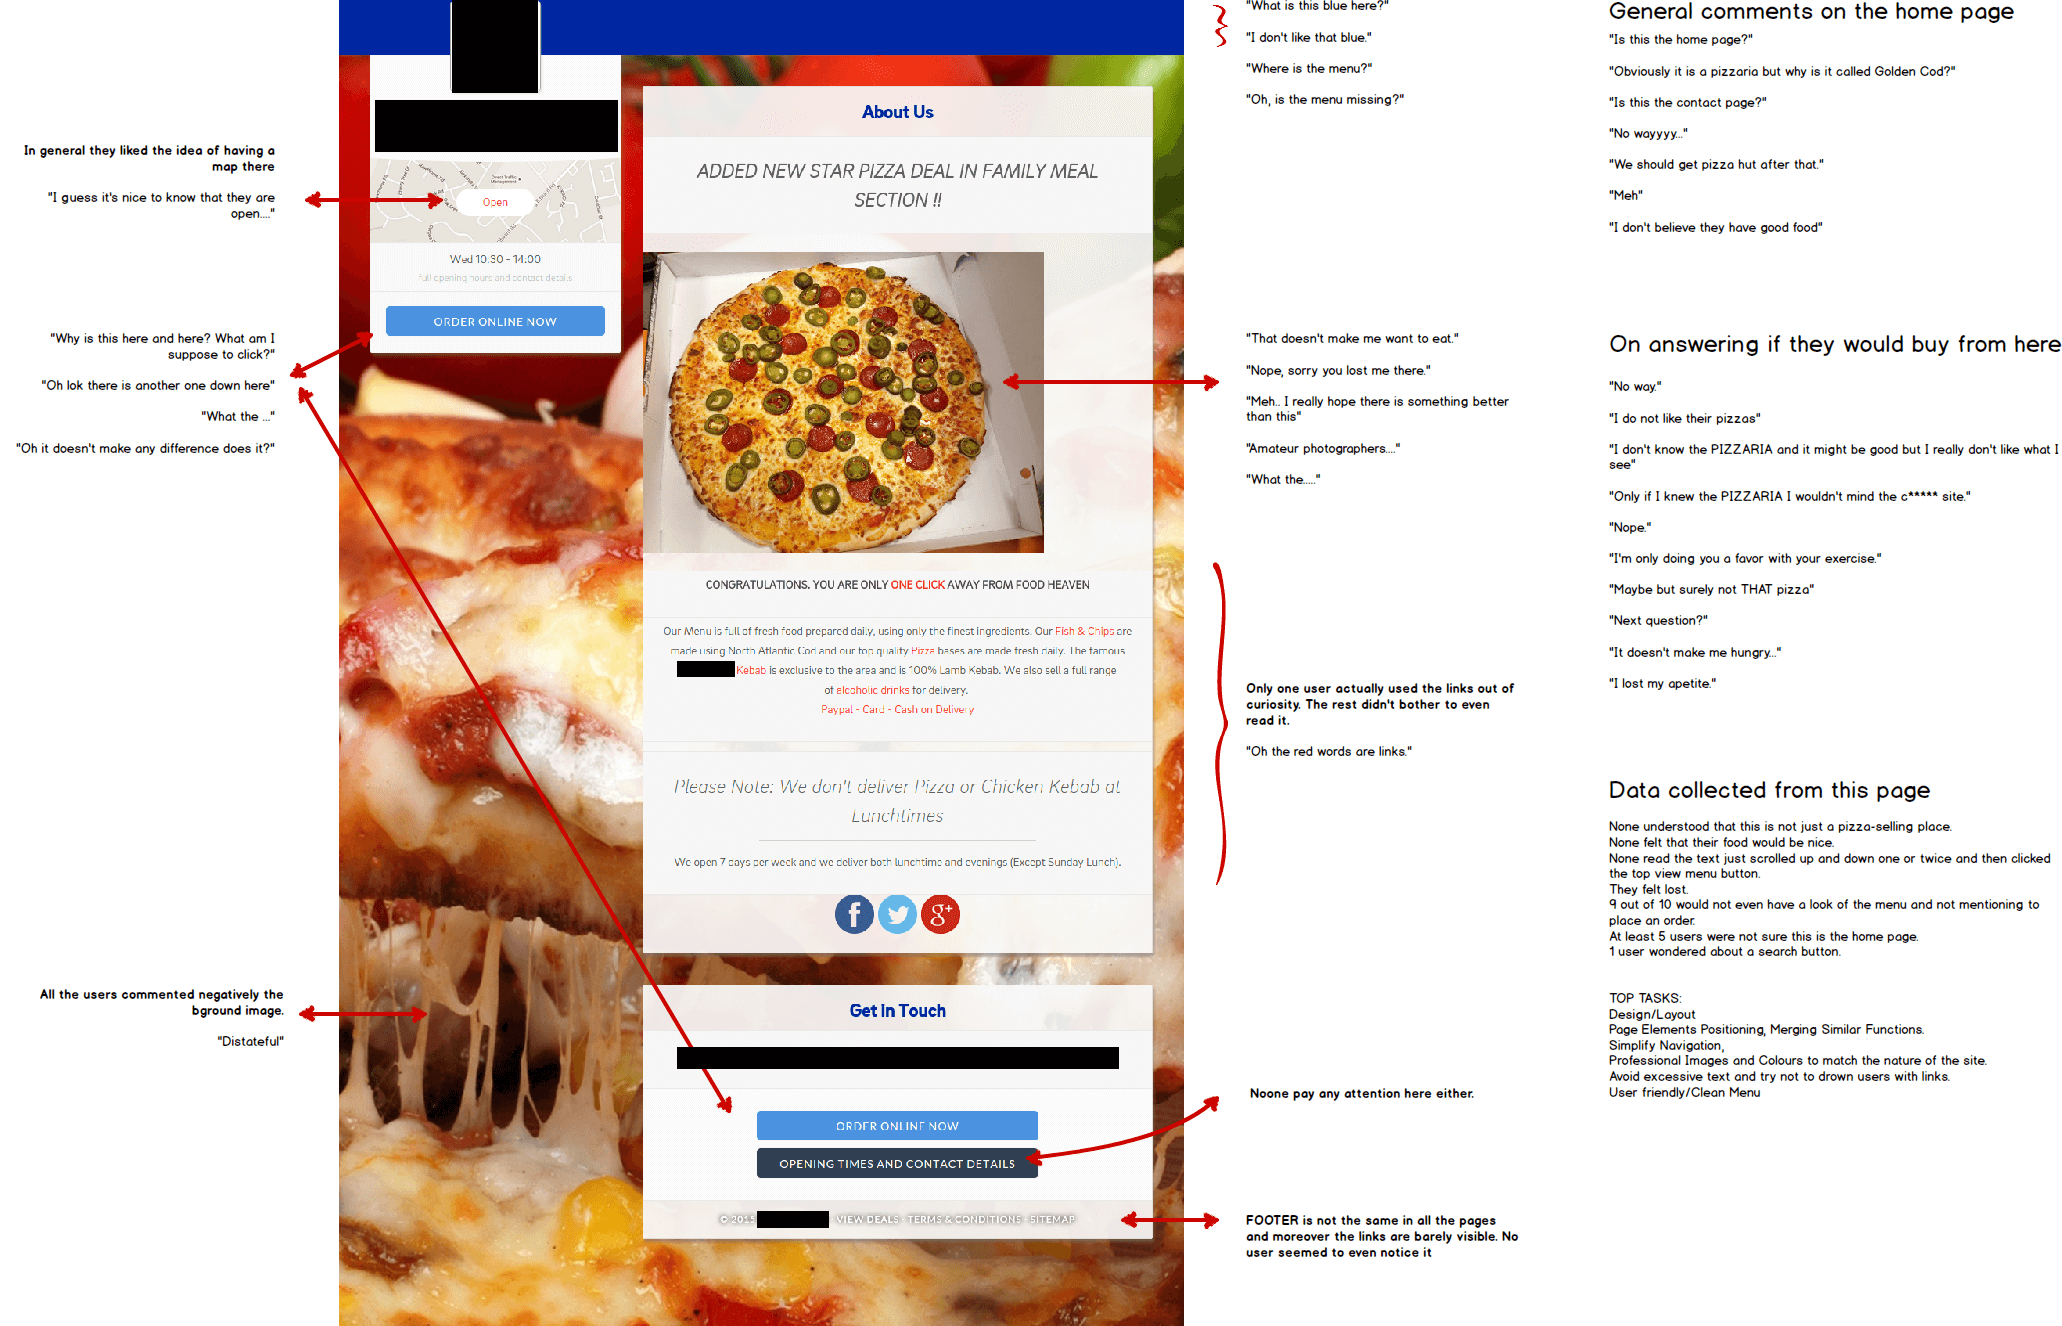 In general they liked the idea of having a
map there
"I guess it's nice to know that they are
open...."
"Why is this here and here? What am I
suppose to click?"
"Oh lok there is another one down here"
"What the ..."
"Oh it doesn't make any difference does it?"
All the users commented negatively the
bground image.
"Distateful"
Open
Wed 10:30 - 14:00
full opening hours and contact details
ORDER ONLINE NOW
About Us
ADDED NEW STAR PIZZA DEAL IN FAMILY MEAL
SECTION !!
CONGRATULATIONS. YOU ARE ONLY ONE CLICK AWAY FROM FOOD HEAVEN
Our Menu is full of fresh food prepared daily, using only the finest ingredients. Our Fish & Chips are
made using North Atlantic Cod and our top quality Pizza bases are made fresh daily. The famous
Kebab is exclusive to the area and is 100% Lamb Kebab. We also sell a full range
of alcoholic drinks for delivery.
Paypal - Card - Cash on Delivery
Please Note: We don't deliver Pizza or Chicken Kebab at
Lunchtimes
We open 7 days per week and we deliver both lunchtime and evenings (Except Sunday Lunch).
f
g+
Get In Touch
ORDER ONLINE NOW
OPENING TIMES AND CONTACT DETAILS
© 2015 VIEW DEALS - TERMS & CONDITIONS - SITEMAP
"What is this blue here?"
"I don't like that blue."
"Where is the menu?"
"Oh, is the menu missing?"
"That doesn't make me want to eat."
"Nope, sorry you lost me there."
"Meh.. I really hope there is something better
than this"
"Amateur photographers...."
"What the....."
Only one user actually used the links out of
curiosity. The rest didn't bother to even
read it.
"Oh the red words are links."
Noone pay any attention here either.
FOOTER is not the same in all the pages
and moreover the links are barely visible. No
user seemed to even notice it
General comments on the home page
"Is this the home page?"
"Obviously it is a pizzaria but why is it called Golden Cod?"
"Is this the contact page?"
"No wayyyy..."
"We should get pizza hut after that."
"Meh"
"I don't believe they have good food"
On answering if they would buy from here
"No way."
"I do not like their pizzas"
"I don't know the PIZZARIA and it might be good but I really don't like what I
see"
"Only if I knew the PIZZARIA I wouldn't mind the c***** site."
"Nope."
"I'm only doing you a favor with your exercise."
"Maybe but surely not THAT pizza"
"Next question?"
"It doesn't make me hungry..."
"I lost my apetite."
Data collected from this page
None understood that this is not just a pizza-selling place.
None felt that their food would be nice.
None read the text just scrolled up and down one or twice and then clicked
the top view menu button.
They felt lost.
9 out of 10 would not even have a look of the menu and not mentioning to
place an order.
At least 5 users were not sure this is the home page.
1 user wondered about a search button.
TOP TASKS:
Design/Layout
Page Elements Positioning, Merging Similar Functions.
Simplify Navigation,
Professional Images and Colours to match the nature of the site.
Avoid excessive text and try not to drown users with links.
User friendly/Clean Menu